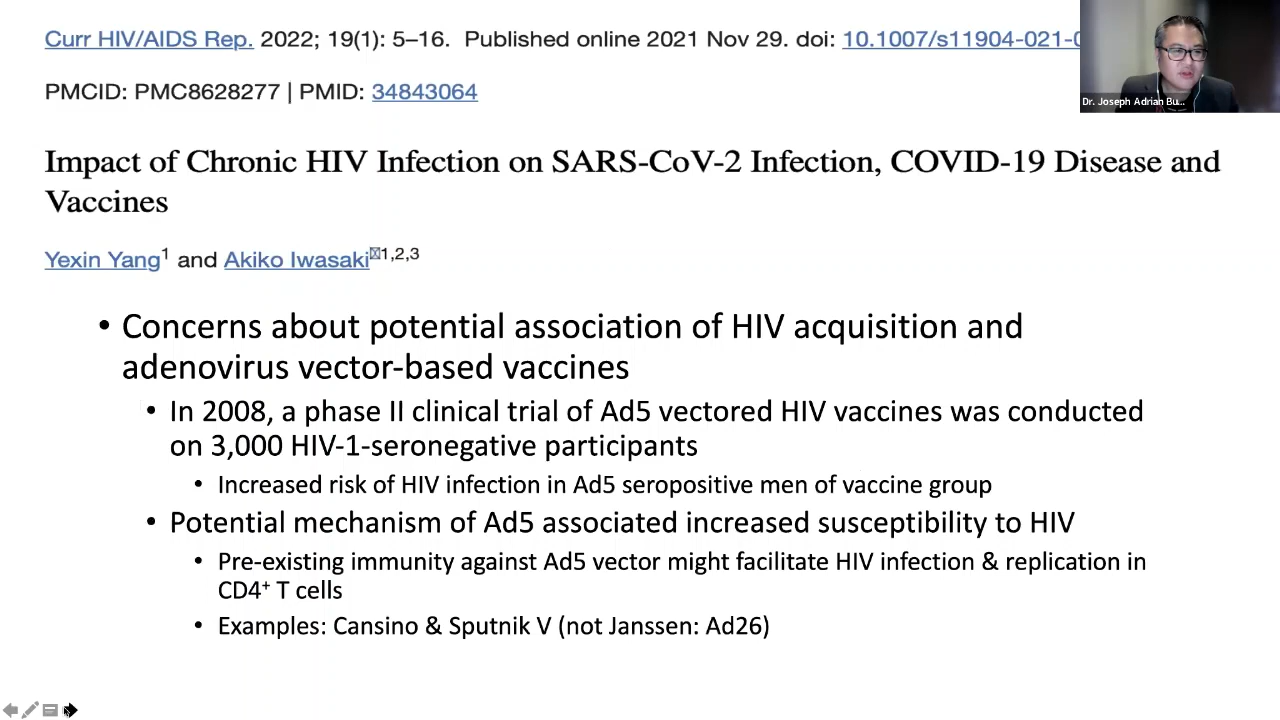 Curr HIV/AIDS Rep. 2022; 19(1): 5–16. Published online 2021 Nov 29. doi: 10.1007/s11904-021-0
Dr. Joseph Adrian Bu...
PMCID: PMC8628277 | PMID: 34843064
Impact of Chronic HIV Infection on SARS-CoV-2 Infection, COVID-19 Disease and
Vaccines
Yexin Yang1 and Akiko Iwasaki1,2,3
• Concerns about potential association of HIV acquisition and
adenovirus vector-based vaccines
• In 2008, a phase II clinical trial of Ad5 vectored HIV vaccines was conducted
on 3,000 HIV-1-seronegative participants
• Increased risk of HIV infection in Ad5 seropositive men of vaccine group
• Potential mechanism of Ad5 associated increased susceptibility to HIV
• Pre-existing immunity against Ad5 vector might facilitate HIV infection & replication in
CD4+ T cells
• Examples: Cansino & Sputnik V (not Janssen: Ad26)